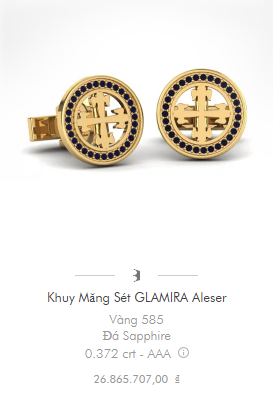 Khuy Măng Sét GLAMIRA Aleser
Vàng 585
Đá Sapphire
0.372 crt - AAA
26.865.707,00 ₫